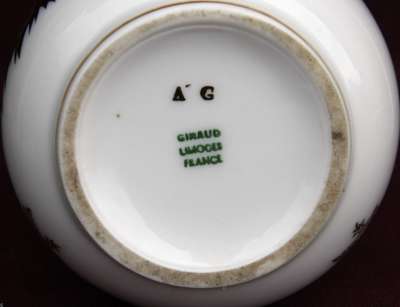 A G
GIRAUD
LIMOGES
FRANCE